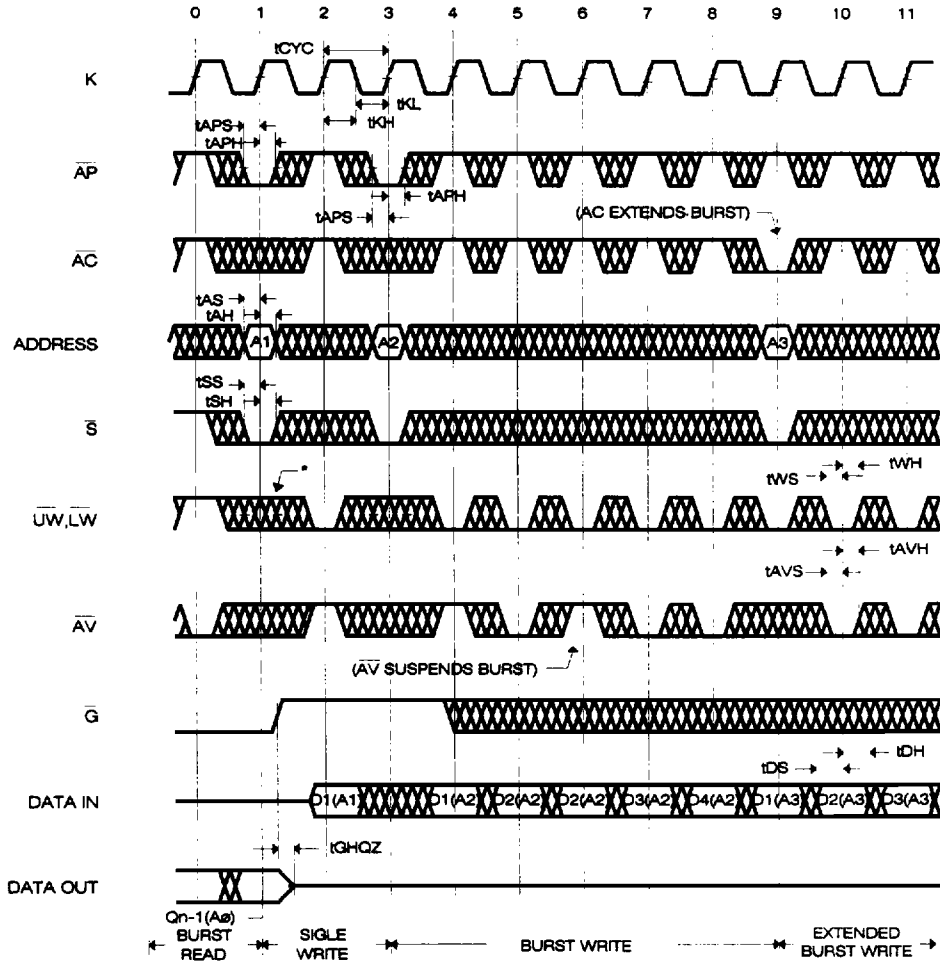 0 1 2 3 4 5 6 7 8 9 10 11
tCYC
K
tKL
tKH
tAPS
tAPH
AP
tAPH
tAPS
(AC EXTENDS BURST)
AC
tAS
tAH
ADDRESS A1 A2 A3
tSS
tSH
S
*
tWH
tWS
UW,LW
tAVH
tAVS
AV
(AV SUSPENDS BURST)
G
tDH
tDS
DATA IN D1(A1) D1(A2) D2(A2) D2(A2) D3(A2) D4(A2) D1(A3) D2(A3) D3(A3)
tGHQZ
DATA OUT
Qn-1(Aø)
BURST READ
SIGLE WRITE
BURST WRITE
EXTENDED BURST WRITE